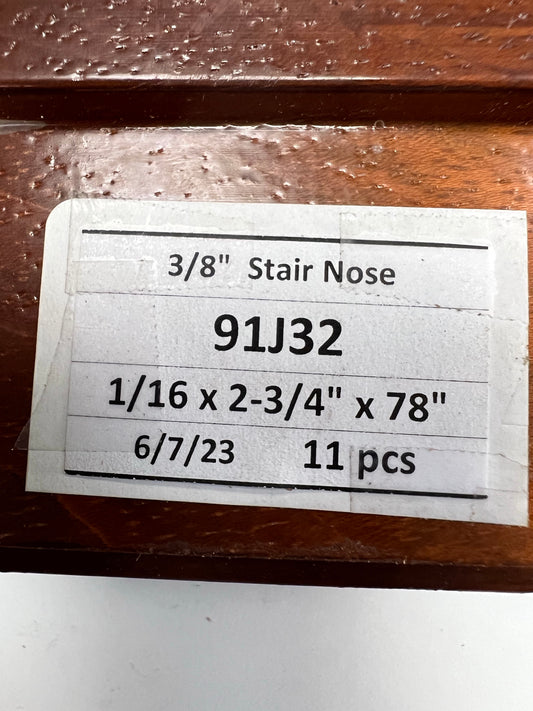 3/8" Stair Nose
91J32
1/16 x 2-3/4" x 78"
6/7/23 11 pcs